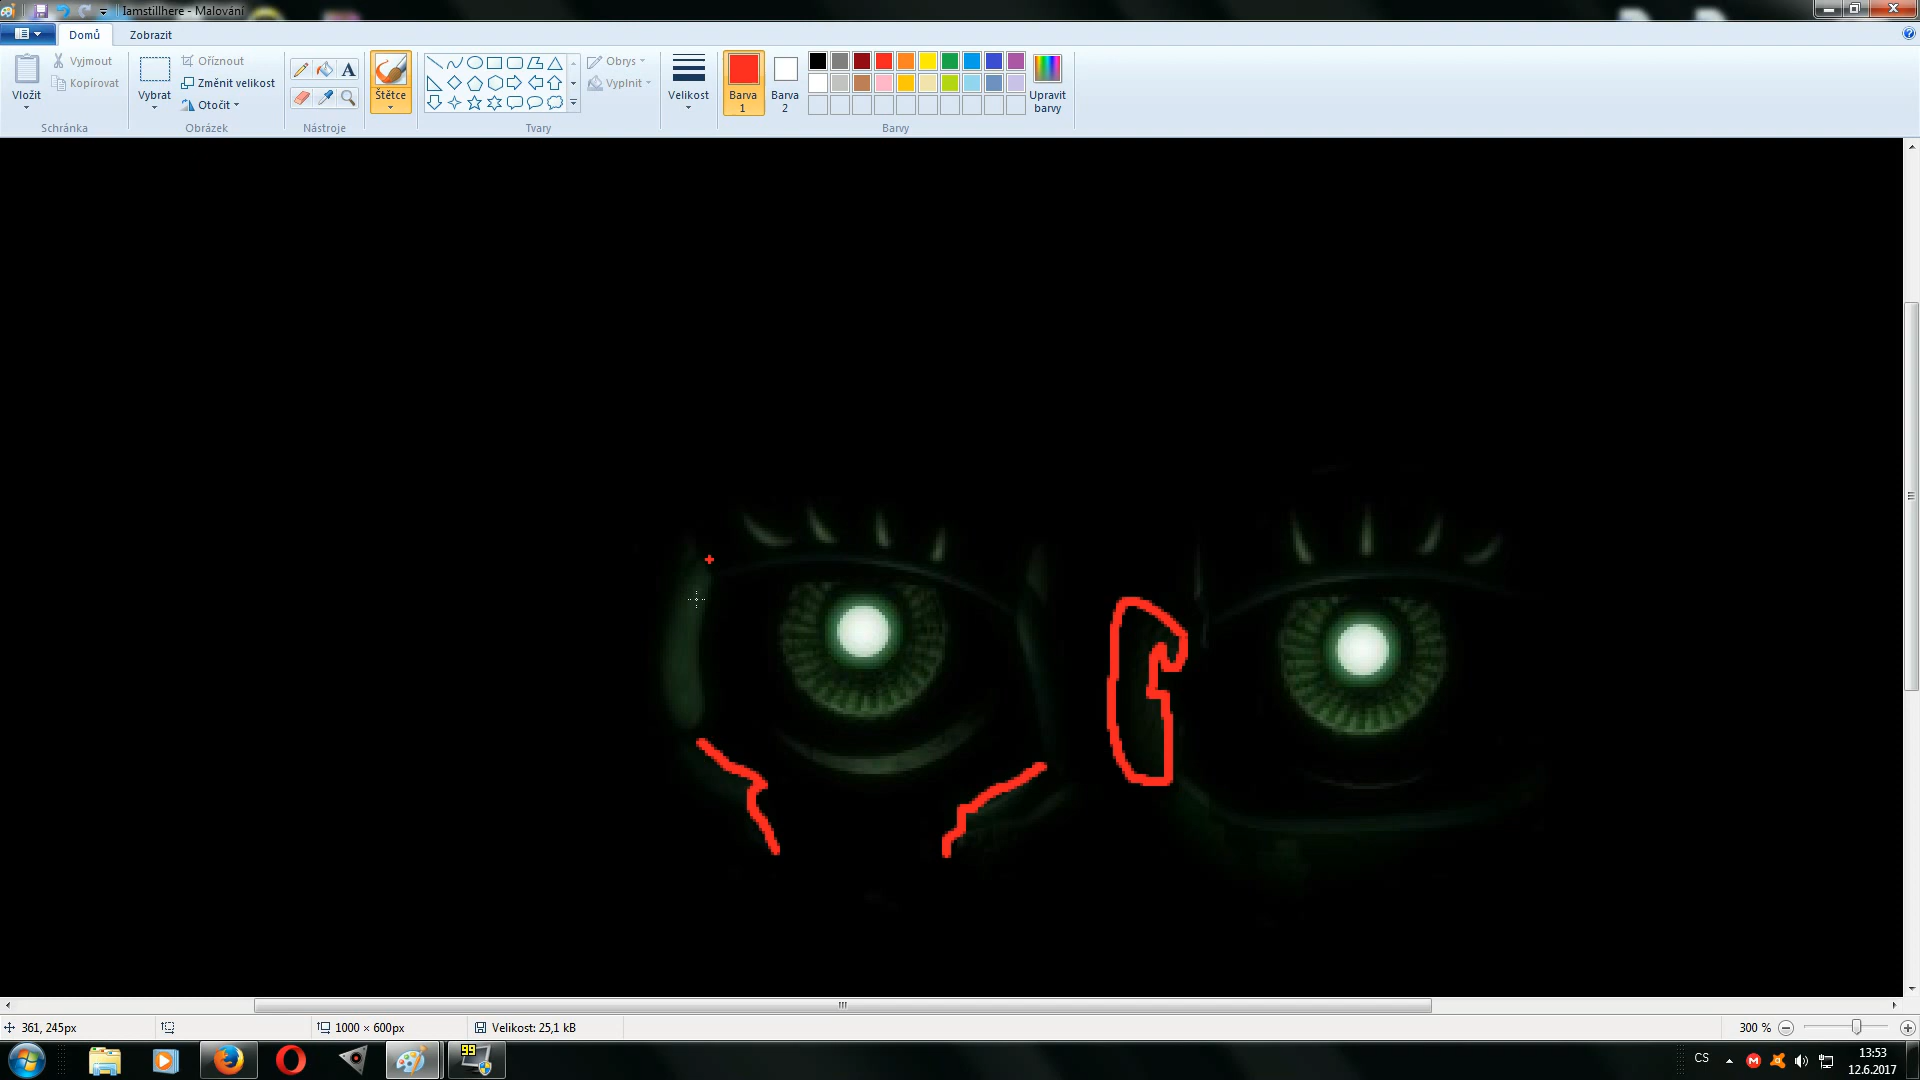 Iamstillhere - Malování
Domů
Zobrazit
Vložit
Vyjmout
Kopírovat
Schránka
Vybrat
Oříznout
Změnit velikost
Otočit
Obrázek
A
Nástroje
Štětce
Tvary
Obrys
Vyplnit
Velikost
Barva
1
Barva
2
Upravit
barvy
Barvy
361, 245px
1000 × 600px
Velikost: 25,1 kB
300 %
99
CS
13:53
12.6.2017